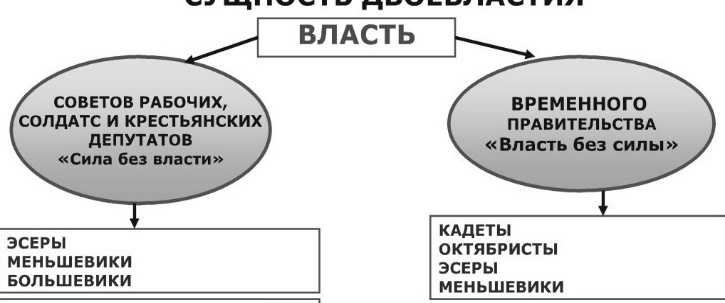 СУЩНОСТЬ ДВОЕВЛАСТИЯ
ВЛАСТЬ
СОВЕТОВ РАБОЧИХ,
СОЛДАТС И КРЕСТЬЯНСКИХ
ДЕПУТАТОВ
«Сила без власти»
ВРЕМЕННОГО
ПРАВИТЕЛЬСТВА
«Власть без силы»
ЭСЕРЫ
МЕНЬШЕВИКИ
БОЛЬШЕВИКИ
КАДЕТЫ
ОКТЯБРИСТЫ
ЭСЕРЫ
МЕНЬШЕВИКИ